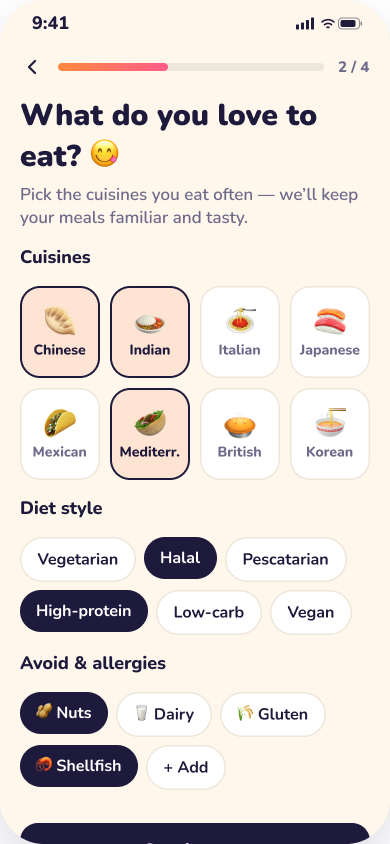 9:41
2 / 4
What do you love to
eat?
Pick the cuisines you eat often — we'll keep
your meals familiar and tasty.
Cuisines
Chinese Indian Italian Japanese
Mexican Mediterr. British Korean
Diet style
Vegetarian Halal Pescatarian
High-protein Low-carb Vegan
Avoid & allergies
Nuts Dairy Gluten
Shellfish + Add